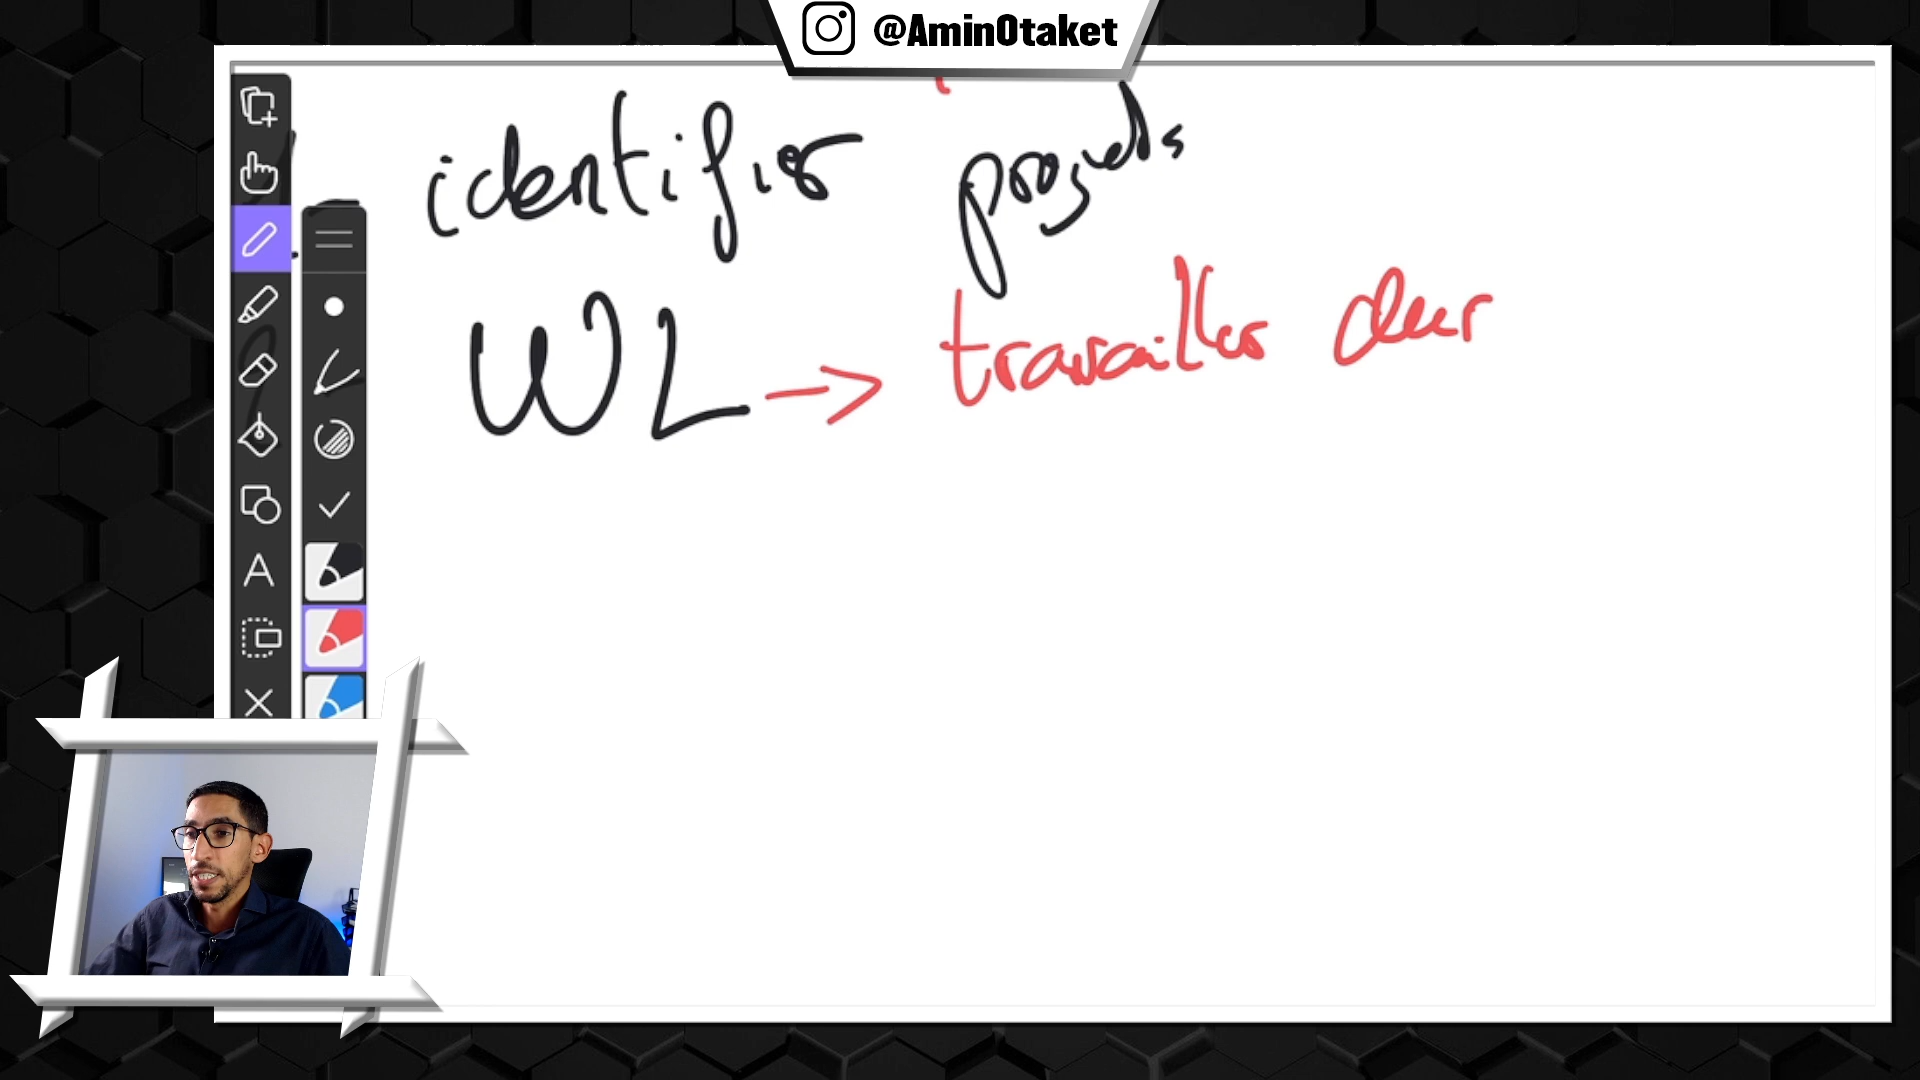 @AminOtaket
identifier projets
WL → travailler dur
A